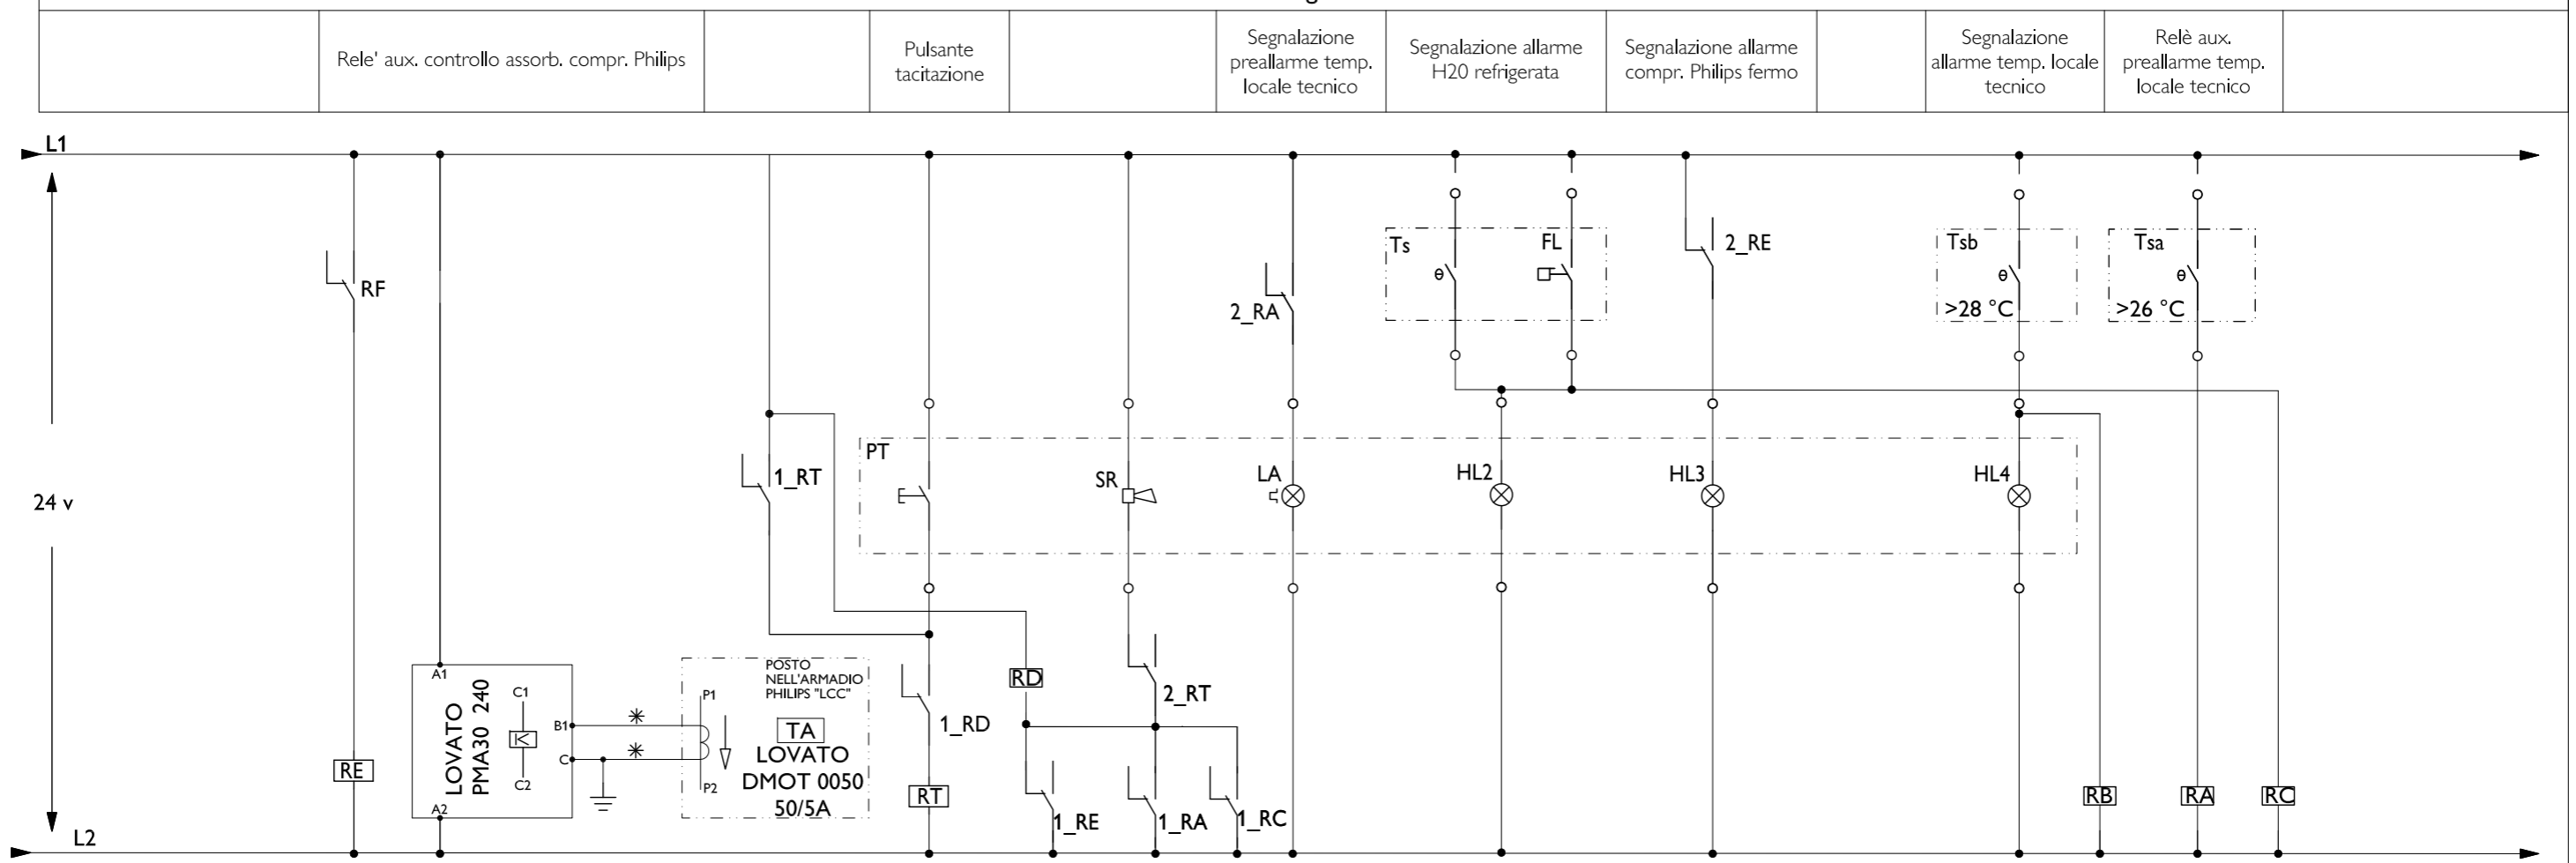 Rele' aux. controllo assorb. compr. Philips
Pulsante
tacitazione
Segnalazione
preallarme temp.
locale tecnico
Segnalazione allarme
H20 refrigerata
Segnalazione allarme
compr. Philips fermo
Segnalazione
allarme temp. locale
tecnico
Relè aux.
preallarme temp.
locale tecnico
L1
24 v
RF
2_RA
Ts
FL
2_RE
Tsb
θ
>28 °C
Tsa
θ
>26 °C
θ
1_RT
PT
SR
LA
HL2
HL3
HL4
RE
A1
LOVATO
PMA30 240
C1
C2
B1
C
A2
P1
P2
POSTO
NELL'ARMADIO
PHILIPS "LCC"
TA
LOVATO
DMOT 0050
50/5A
1_RD
RT
RD
2_RT
1_RE
1_RA
1_RC
RB
RA
RC
L2